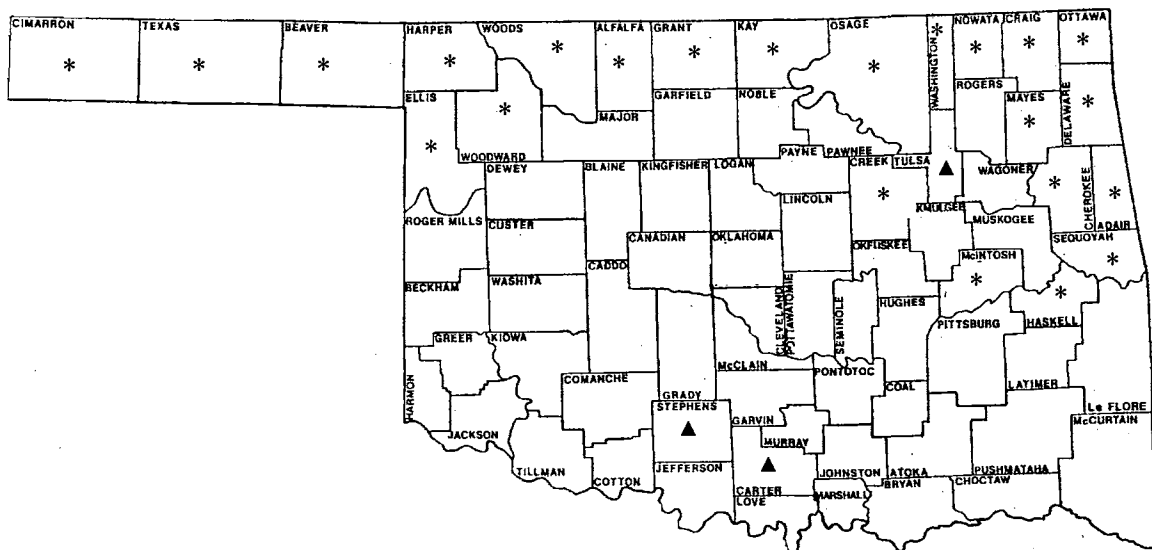 CIMARRON
TEXAS
BEAVER
HARPER
WOODS
ALFALFA
GRANT
KAY
OSAGE
WASHINGTON
NOWATA
CRAIG
OTTAWA
ELLIS
WOODWARD
MAJOR
GARFIELD
NOBLE
ROGERS
MAYES
DELAWARE
PAYNE
PAWNEE
DEWEY
BLAINE
KINGFISHER
LOGAN
CREEK
TULSA
WAGONER
CHEROKEE
ADAIR
LINCOLN
ROGER MILLS
CUSTER
CANADIAN
OKLAHOMA
KMULGEE
MUSKOGEE
OKFUSKEE
SEQUOYAH
McINTOSH
BECKHAM
WASHITA
CADDO
CLEVELAND
POTTAWATOMIE
SEMINOLE
HUGHES
PITTSBURG
HASKELL
GREER
KIOWA
HARMON
COMANCHE
GRADY
McCLAIN
PONTOTOC
COAL
LATIMER
Le FLORE
McCURTAIN
JACKSON
STEPHENS
GARVIN
MURRAY
TILLMAN
COTTON
JEFFERSON
CARTER
LOVE
JOHNSTON
MARSHALL
ATOKA
BRYAN
PUSHMATAHA
CHOCTAW